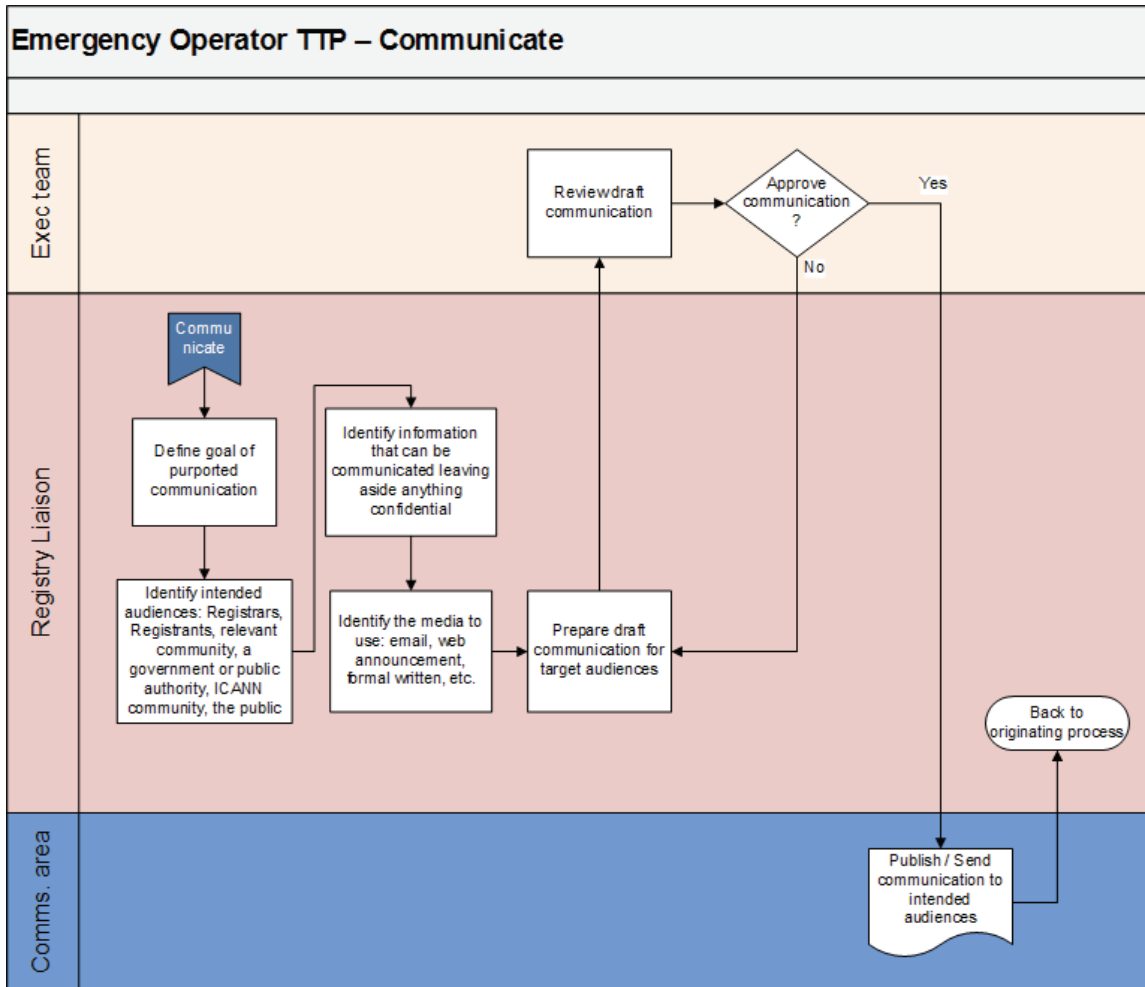 Emergency Operator TTP – Communicate
Exec team
Review draft
communication
Approve
communication
?
Yes
No
Registry Liaison
Commu
nicate
Define goal of
purported
communication
Identify intended
audiences: Registrars,
Registrants, relevant
community, a
government or public
authority, ICANN
community, the public
Identify information
that can be
communicated leaving
aside anything
confidential
Identify the media to
use: email, web
announcement,
formal written, etc.
Prepare draft
communication for
target audiences
Back to
originating process
Comms. area
Publish / Send
communication to
intended
audiences